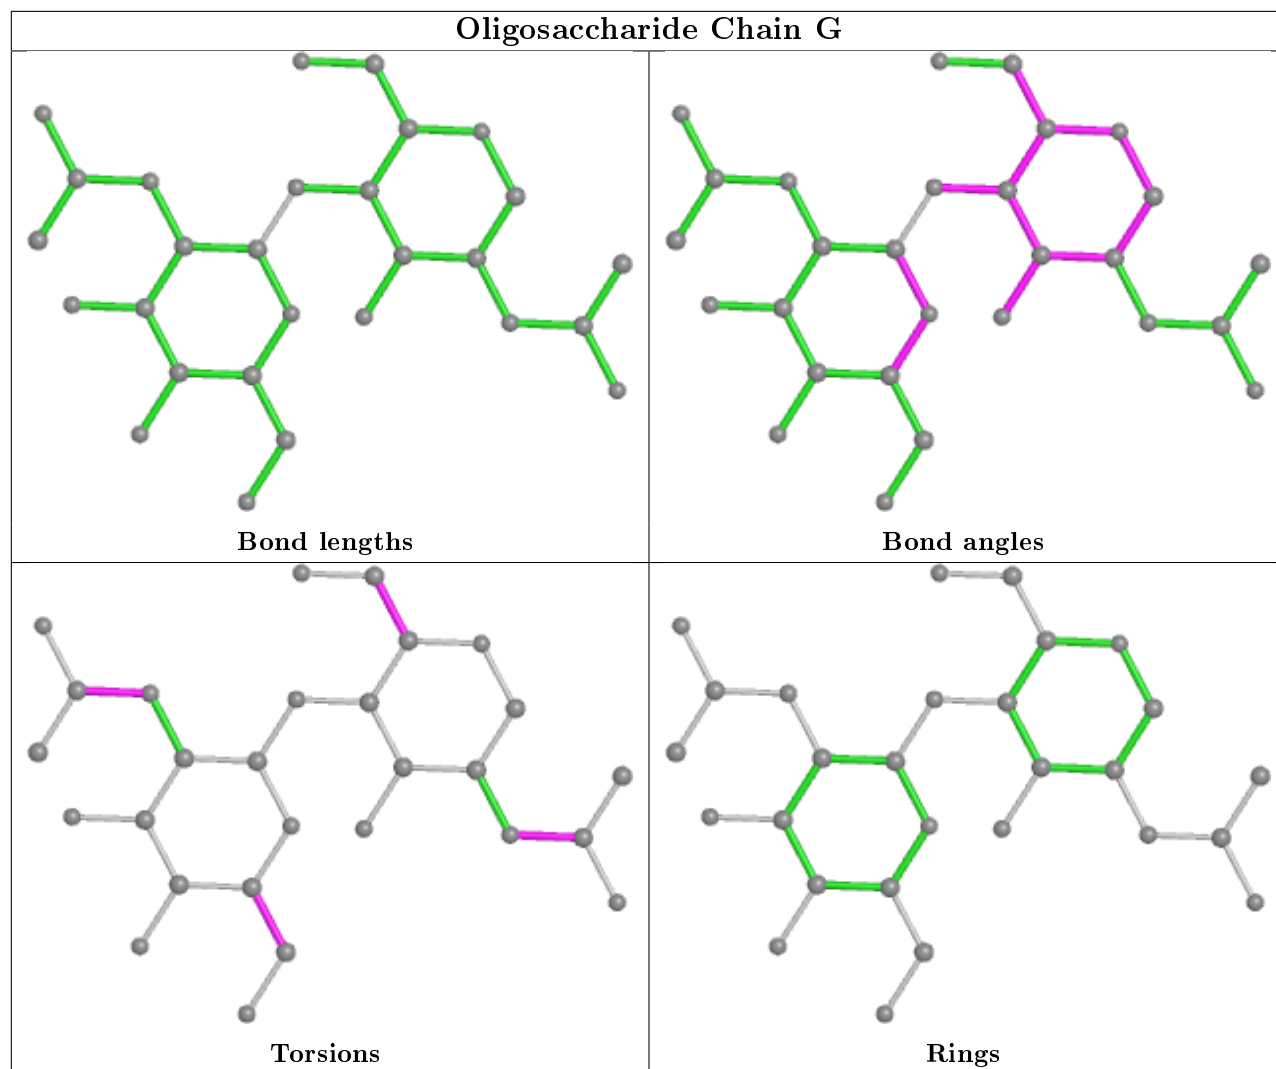 Oligosaccharide Chain G
Bond lengths
Bond angles
Torsions
Rings